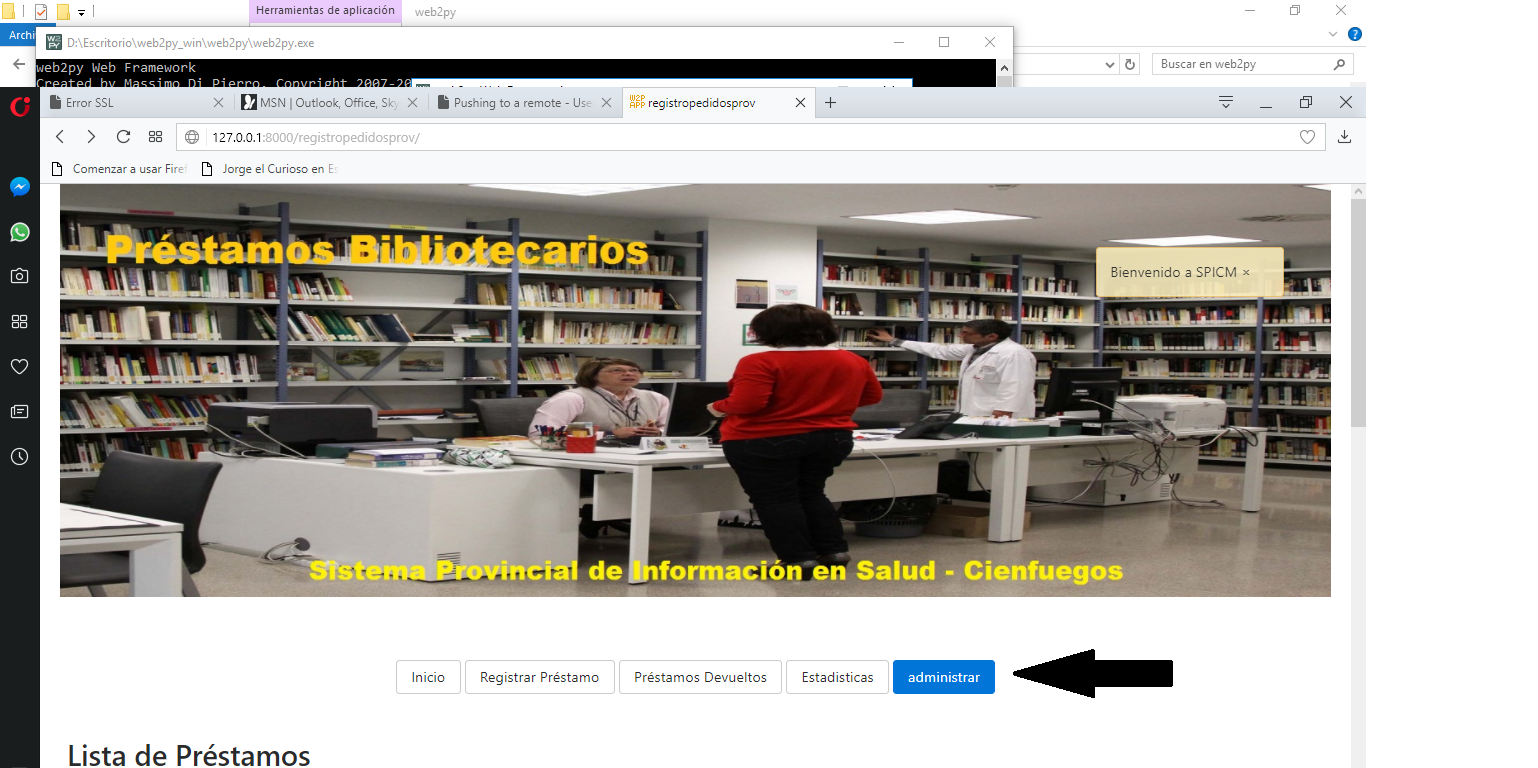 Herramientas de aplicación
web2py
Archi
D:\Escritorio\web2py_win\web2py\web2py.exe
Buscar en web2py
web2py Web Framework
Created by Massimo Di Pierro, Copyright 2007-20
Error SSL
MSN | Outlook, Office, Sky
Pushing to a remote - Use
registropedidosprov
127.0.0.1:8000/registropedidosprov/
Comenzar a usar Firef
Jorge el Curioso en Es
Préstamos Bibliotecarios
Bienvenido a SPICM ×
Sistema Provincial de Información en Salud - Cienfuegos
Inicio
Registrar Préstamo
Préstamos Devueltos
Estadisticas
administrar
Lista de Préstamos